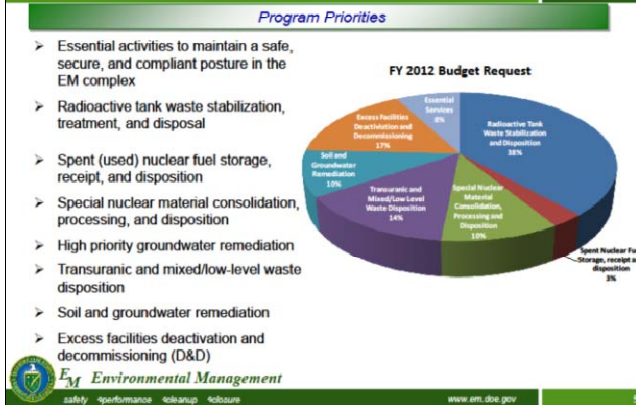 Program Priorities
➢ Essential activities to maintain a safe,
secure, and compliant posture in the
EM complex
➢ Radioactive tank waste stabilization,
treatment, and disposal
➢ Spent (used) nuclear fuel storage,
receipt, and disposition
➢ Special nuclear material consolidation,
processing, and disposition
➢ High priority groundwater remediation
➢ Transuranic and mixed/low-level waste
disposition
➢ Soil and groundwater remediation
➢ Excess facilities deactivation and
decommissioning (D&D)
FY 2012 Budget Request
Essential
Services
8%
Radioactive Tank
Waste Stabilization
and Disposition
38%
Excess Facilities
Deactivation and
Decommissioning
17%
Soil and
Groundwater
Remediation
10%
Transuranic and
Mixed/Low Level
Waste Disposition
14%
Special Nuclear
Material
Consolidation,
Processing and
Disposition
10%
Spent Nuclear Fu
Storage, receipt a
disposition
3%
EM Environmental Management
safety performance cleanup closure
www.em.doe.gov